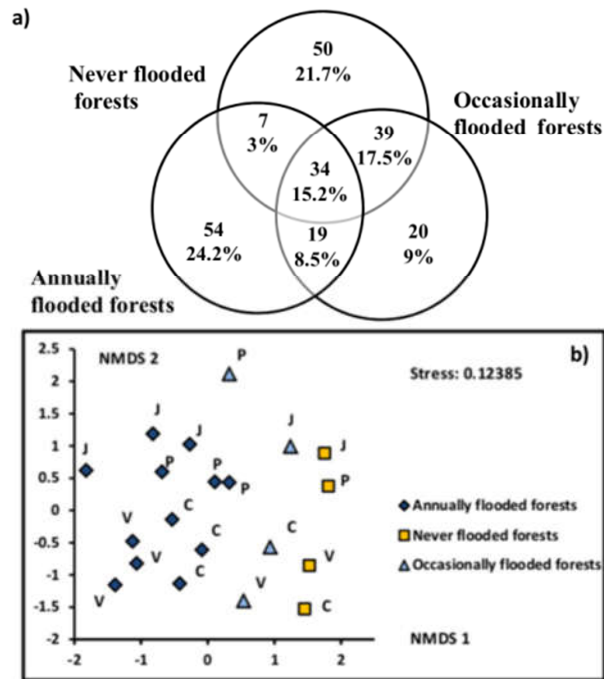 a)
50
21.7%
Never flooded
forests
Occasionally
flooded forests
7
3%
39
17.5%
34
15.2%
54
24.2%
19
8.5%
20
9%
Annually
flooded forests
b)
NMDS 2
Stress: 0.12385
2.5
2
1.5
1
0.5
0
-0.5
-1
-1.5
-2
P
J
J
J
J
J
P
P
P
P
V
C
C
C
V
V
C
V
V
C
Annually flooded forests
Never flooded forests
Occasionally flooded forests
-2
-1
0
1
2
NMDS 1